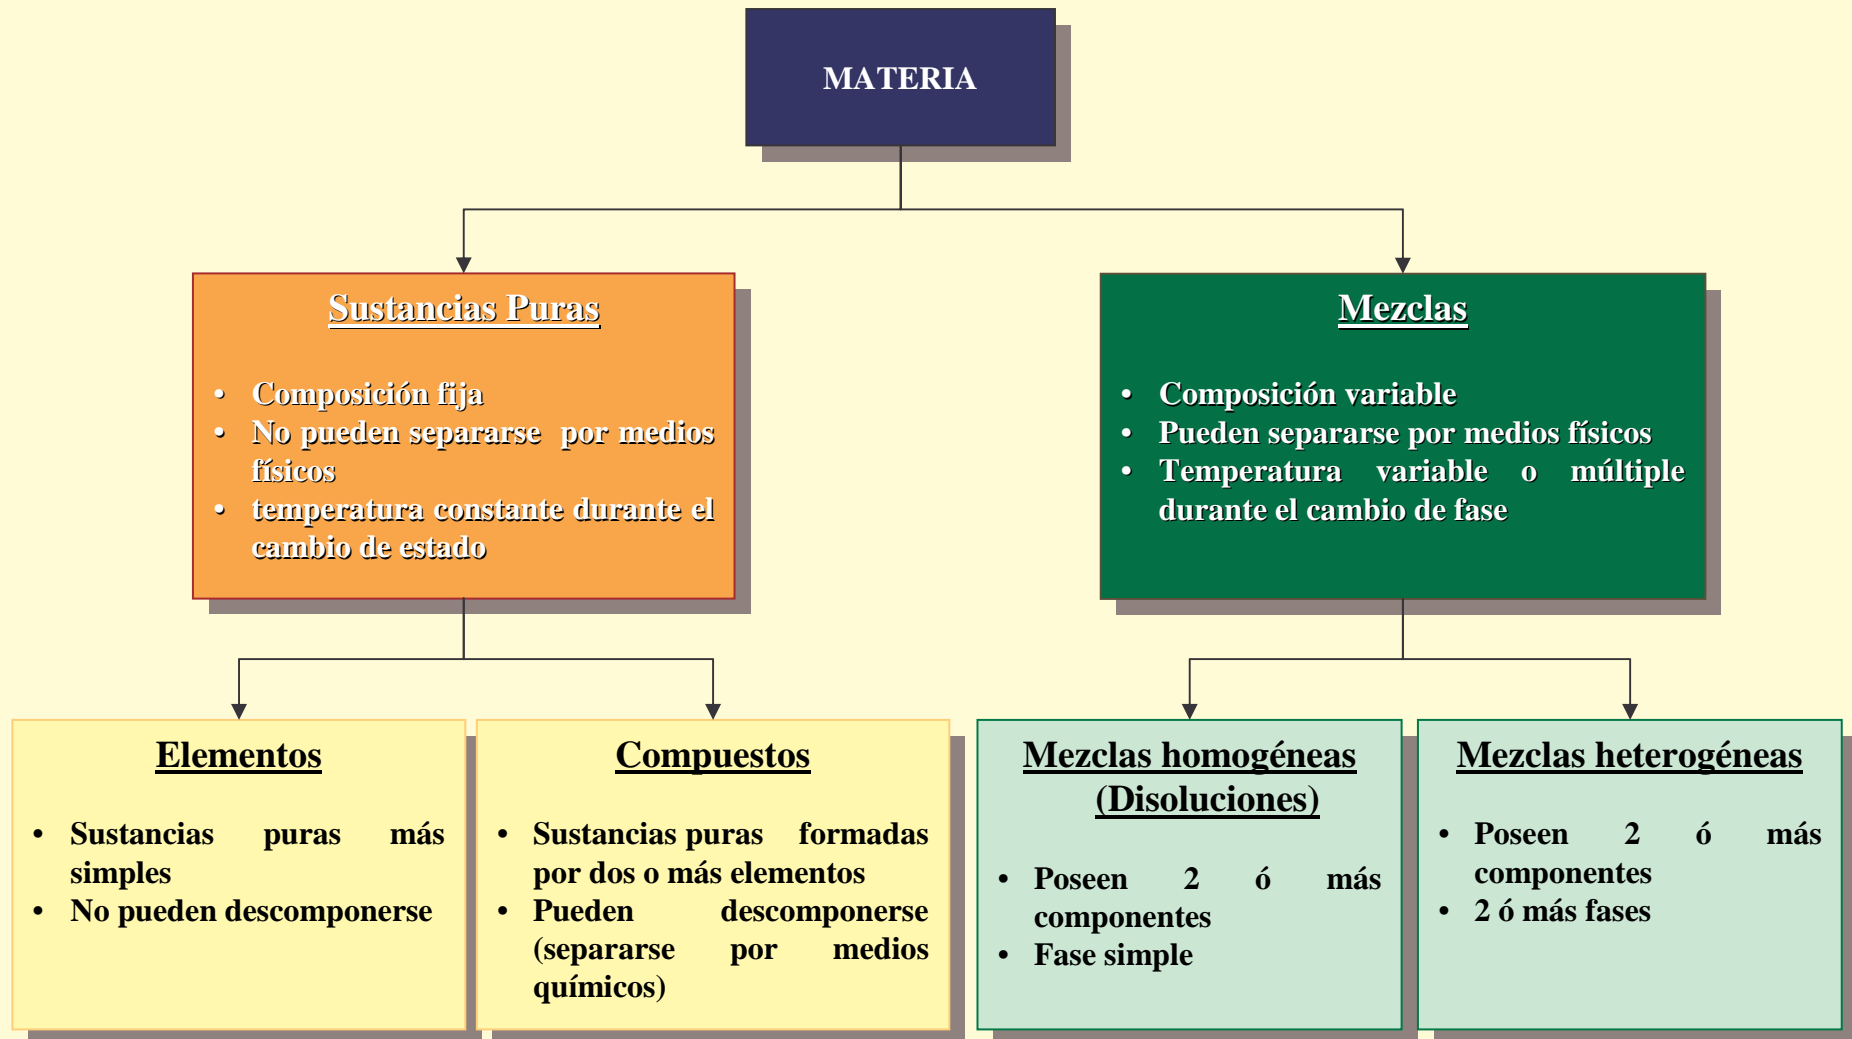 MATERIA
Sustancias Puras
• Composición fija
• No pueden separarse por medios
físicos
• temperatura constante durante el
cambio de estado
Mezclas
• Composición variable
• Pueden separarse por medios físicos
• Temperatura variable o múltiple
durante el cambio de fase
Elementos
• Sustancias puras más
simples
• No pueden descomponerse
Compuestos
• Sustancias puras formadas
por dos o más elementos
• Pueden descomponerse
(separarse por medios
químicos)
Mezclas homogéneas
(Disoluciones)
• Poseen 2 ó más
componentes
• Fase simple
Mezclas heterogéneas
• Poseen 2 ó más
componentes
• 2 ó más fases